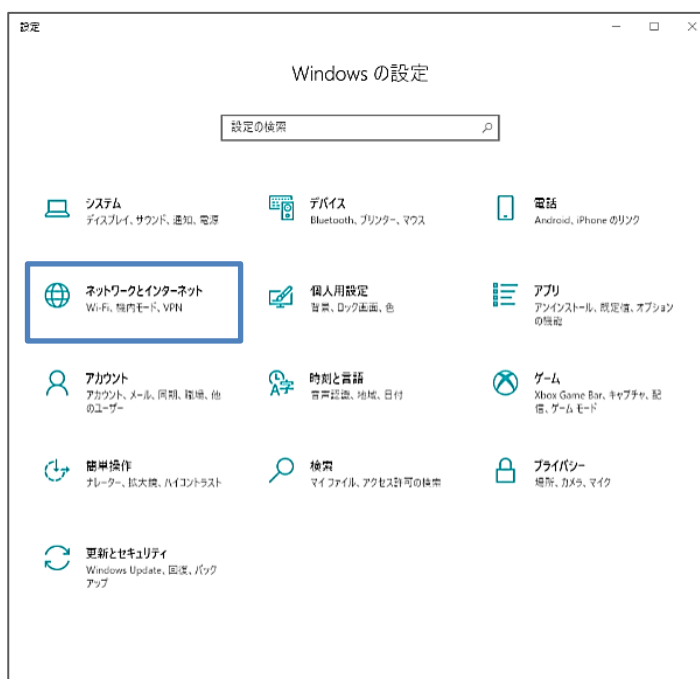 設定
Windows の設定
設定の検索
システム
ディスプレイ、サウンド、通知、電源
デバイス
Bluetooth、プリンター、マウス
電話
Android、iPhone のリンク
ネットワークとインターネット
Wi-Fi、機内モード、VPN
個人用設定
背景、ロック画面、色
アプリ
アンインストール、既定値、オプション
の機能
アカウント
アカウント、メール、同期、職場、他
のユーザー
時刻と言語
音声認識、地域、日付
ゲーム
Xbox Game Bar、キャプチャ、配
信、ゲーム モード
簡単操作
ナレーター、拡大鏡、ハイコントラスト
検索
マイ ファイル、アクセス許可の検索
プライバシー
場所、カメラ、マイク
更新とセキュリティ
Windows Update、回復、バック
アップ